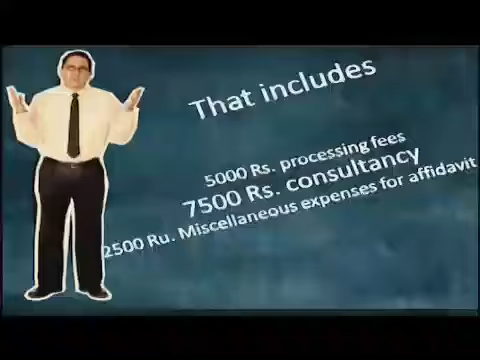 That includes
5000 Rs. processing fees
7500 Rs. consultancy
2500 Ru. Miscellaneous expenses for affidavit